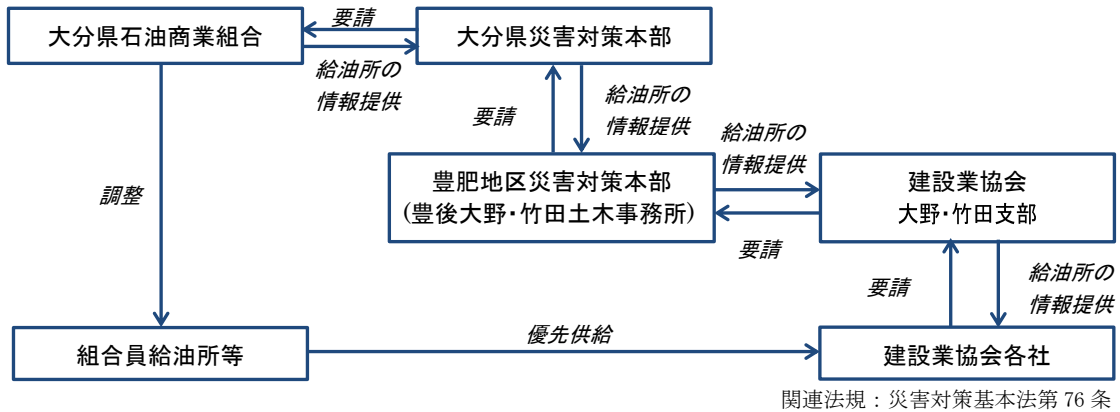 大分県石油商業組合
要請
大分県災害対策本部
給油所の
情報提供
要請
給油所の
情報提供
給油所の
情報提供
調整
豊肥地区災害対策本部
(豊後大野・竹田土木事務所)
建設業協会
大野・竹田支部
要請
要請
給油所の
情報提供
組合員給油所等
優先供給
建設業協会各社
関連法規：災害対策基本法第 76 条